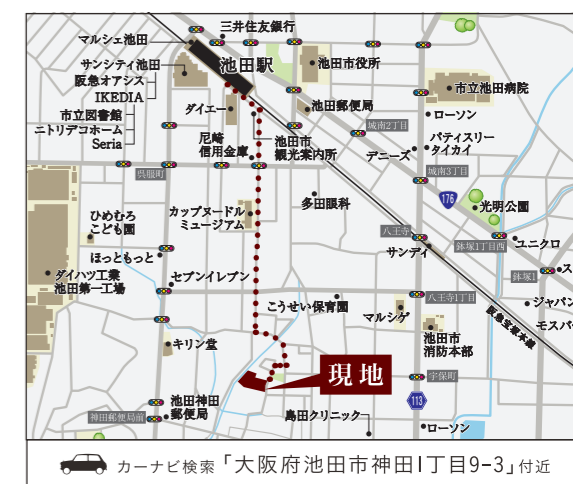 三井住友銀行
マルシェ池田
サンシティ池田
阪急オアシス
IKEDIA
市立図書館
ニトリデコホーム
Seria
池田駅
池田市役所
市立池田病院
ダイエー
池田郵便局
ローソン
城南2丁目
尼崎
信用金庫
池田市
観光案内所
デニーズ
パティスリー
タイカイ
呉服町
城南3丁目
176
光明公園
ひめむろ
こども園
カップヌードル
ミュージアム
多田眼科
八王寺
鉢塚1丁目西
ユニクロ
サンディ
ほっともっと
ダイハツ工業
池田第一工場
セブンイレブン
鉢塚1
ス
こうせい保育園
八王寺1丁目
ジャパン
マルシゲ
阪急宝塚本線
モスバ
池田市
消防本部
キリン堂
現地
宇保町
池田神田
郵便局
神田郵便局前
113
島田クリニック
ローソン
カーナビ検索「大阪府池田市神田1丁目9-3」付近